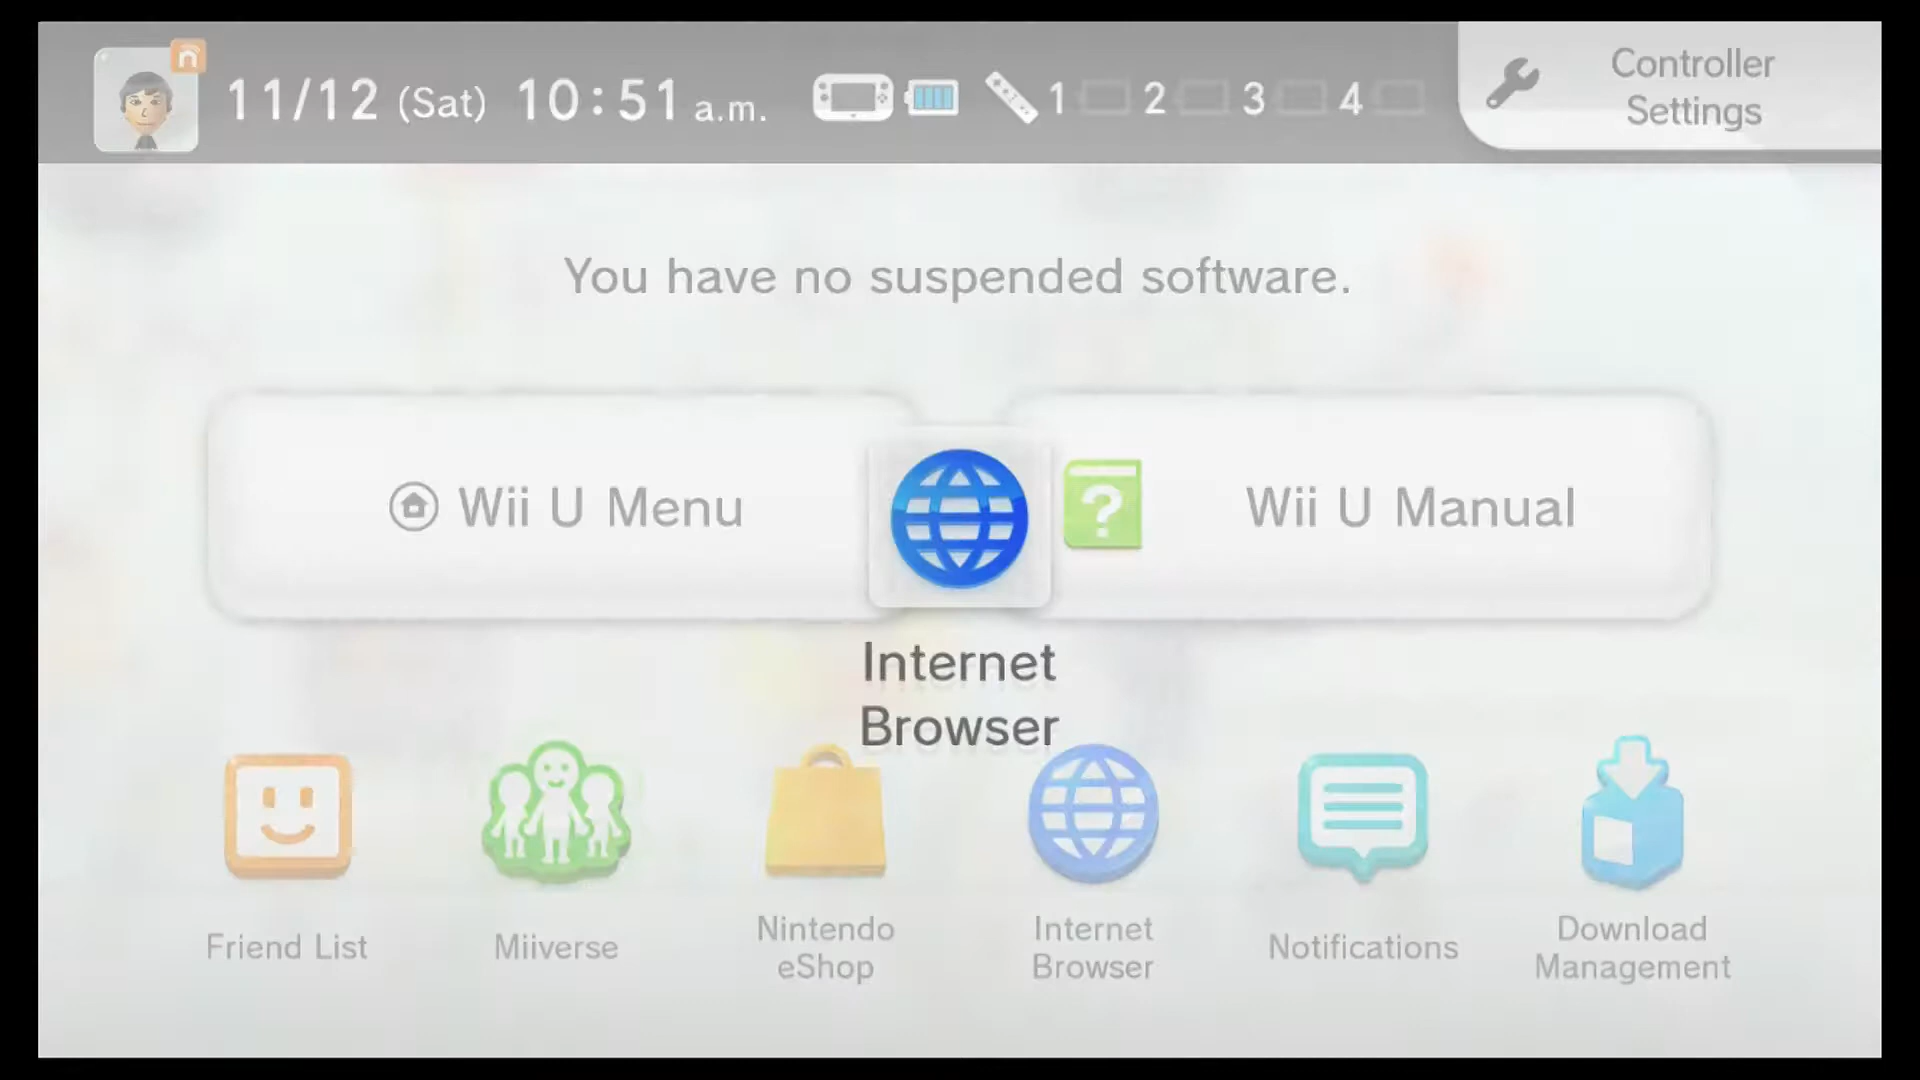 11/12 (Sat) 10:51 a.m. 1 2 3 4
Controller
Settings
You have no suspended software.
Wii U Menu
? Wii U Manual
Internet
Browser
Friend List
Miiverse
Nintendo
eShop
Internet
Browser
Notifications
Download
Management